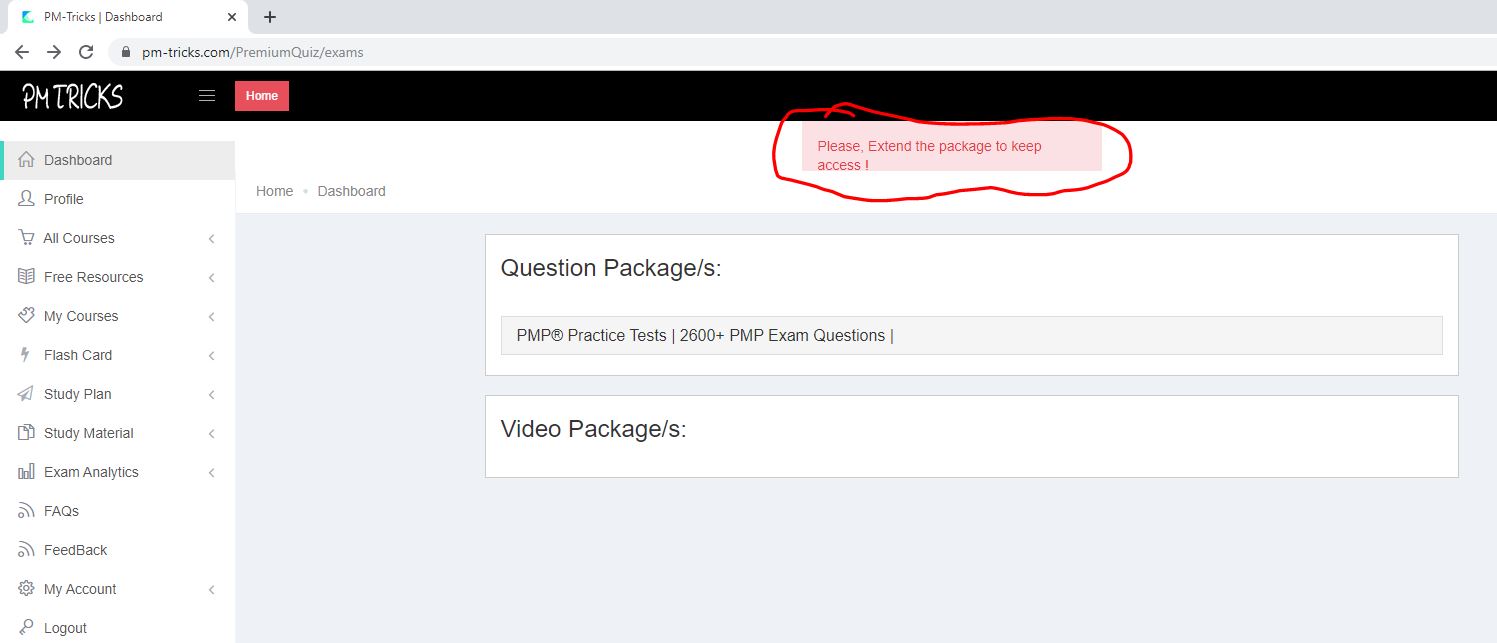 PM-Tricks | Dashboard
pm-tricks.com/PremiumQuiz/exams
PM TRICKS
Home
Please, Extend the package to keep
access !
Dashboard
Profile
All Courses
Free Resources
My Courses
Flash Card
Study Plan
Study Material
Exam Analytics
FAQs
FeedBack
My Account
Logout
Home • Dashboard
Question Package/s:
PMP® Practice Tests | 2600+ PMP Exam Questions |
Video Package/s: